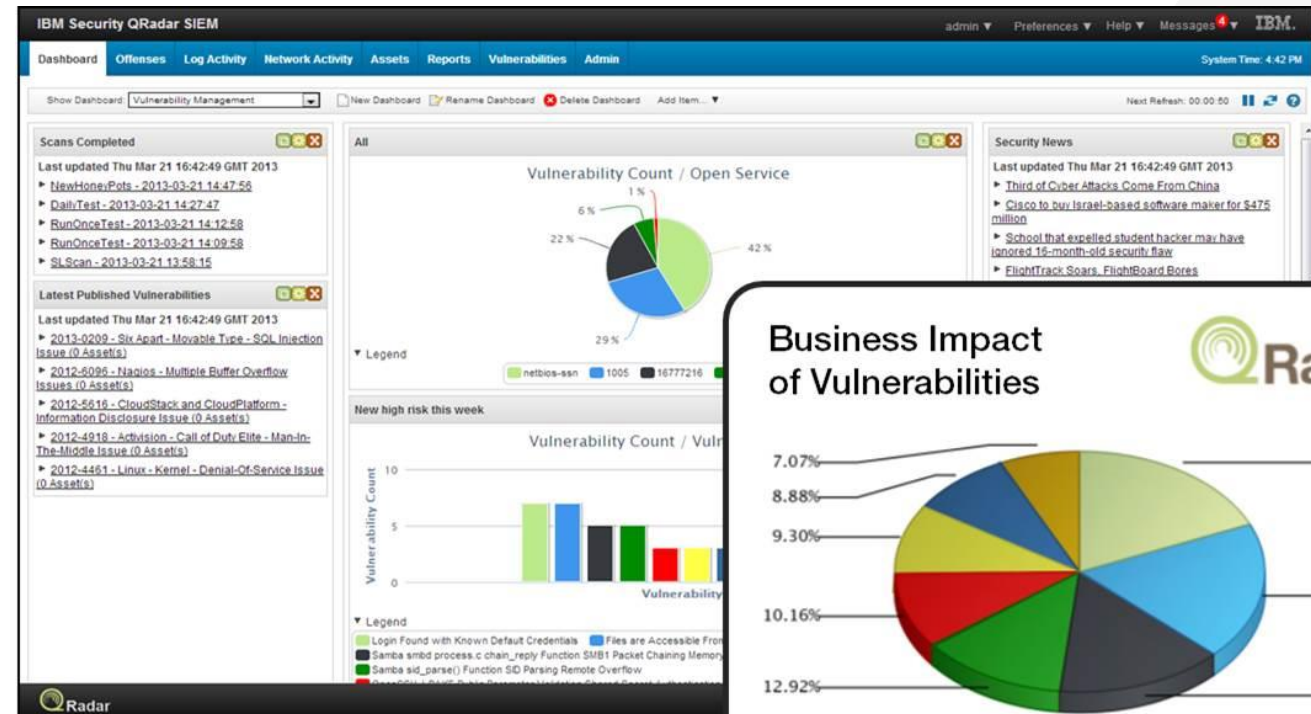 IBM Security QRadar SIEM
admin ▼ Preferences ▼ Help ▼ Messages 4 ▼ IBM.
Dashboard Offenses Log Activity Network Activity Assets Reports Vulnerabilities Admin
System Time: 4:42 PM
Show Dashboard: Vulnerability Management
New Dashboard Rename Dashboard Delete Dashboard Add Item... ▼
Next Refresh: 00:00:50
Scans Completed
Last updated Thu Mar 21 16:42:49 GMT 2013
NewHoneyPots - 2013-03-21 14:47:56
DailyTest - 2013-03-21 14:27:47
RunOnceTest - 2013-03-21 14:12:58
RunOnceTest - 2013-03-21 14:09:58
SLScan - 2013-03-21 13:58:15
Latest Published Vulnerabilities
Last updated Thu Mar 21 16:42:49 GMT 2013
2013-0209 - Six Apart - Movable Type - SQL Injection
Issue (0 Asset(s)
2012-6096 - Nagios - Multiple Buffer Overflow
Issues (0 Asset(s)
2012-5616 - CloudStack and CloudPlatform -
Information Disclosure Issue (0 Asset(s)
2012-4918 - Activision - Call of Duty Elite - Man-In-
The-Middle Issue (0 Asset(s)
2012-4461 - Linux - Kernel - Denial-Of-Service Issue
(0 Asset(s)
All
Vulnerability Count / Open Service
1 %
6 %
22 %
42 %
29 %
▼ Legend
netbios-ssn 1005 16777216
New high risk this week
Vulnerability Count / Vuln
Vulnerability Count
10
5
0
Vulnerability
▼ Legend
Login Found with Known Default Credentials Files are Accessible Fron
Samba smbd process.c chain_reply Function SMB1 Packet Chaining Memory
Samba sid_parse() Function SID Parsing Remote Overflow
Security News
Last updated Thu Mar 21 16:42:49 GMT 2013
Third of Cyber Attacks Come From China
Cisco to buy Israel-based software maker for $475
million
School that expelled student hacker may have
ignored 16-month-old security flaw
FlightTrack Soars, FlightBoard Bores
Business Impact
of Vulnerabilities
QRa
7.07%
8.88%
9.30%
10.16%
12.92%
QRadar